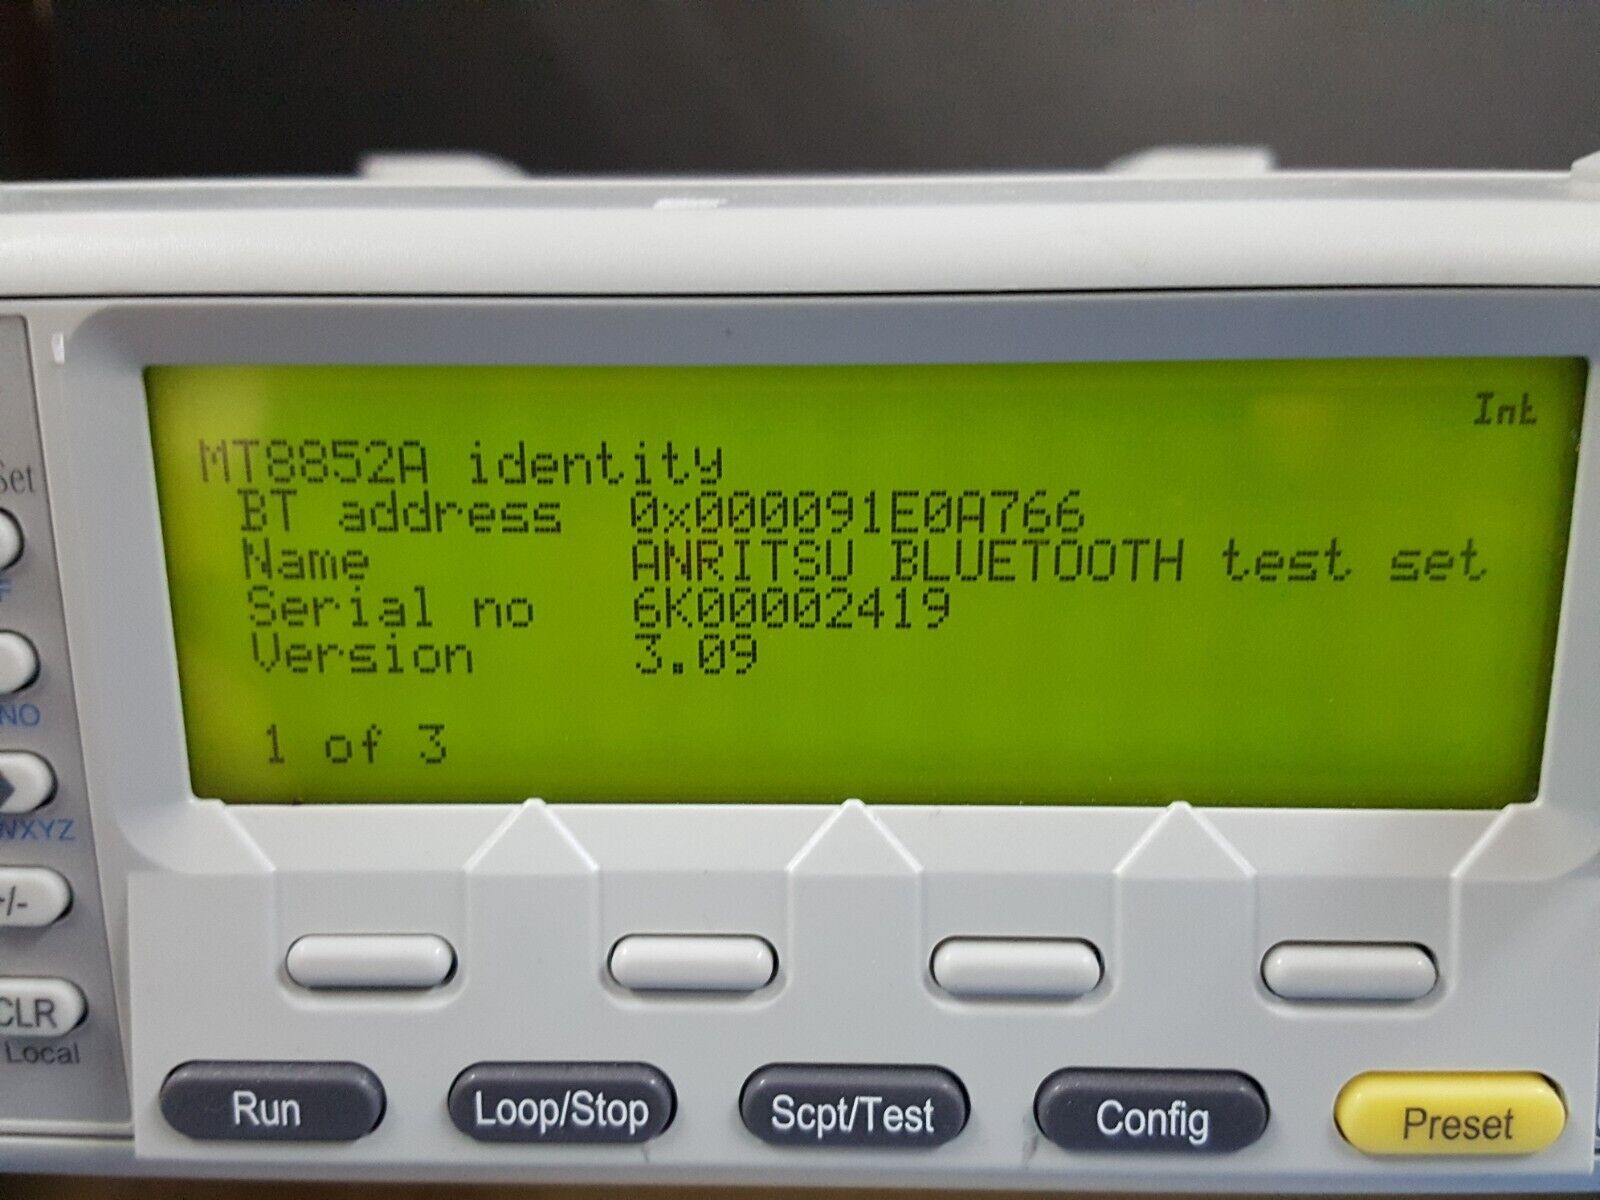 Int
MT8852A identity
BT address 0x000091E0A766
Name ANRITSU BLUETOOTH test set
Serial no 6K00002419
Version 3.09
1 of 3
Set
F
NO
WXYZ
+/-
CLR
Local
Run Loop/Stop Scpt/Test Config Preset